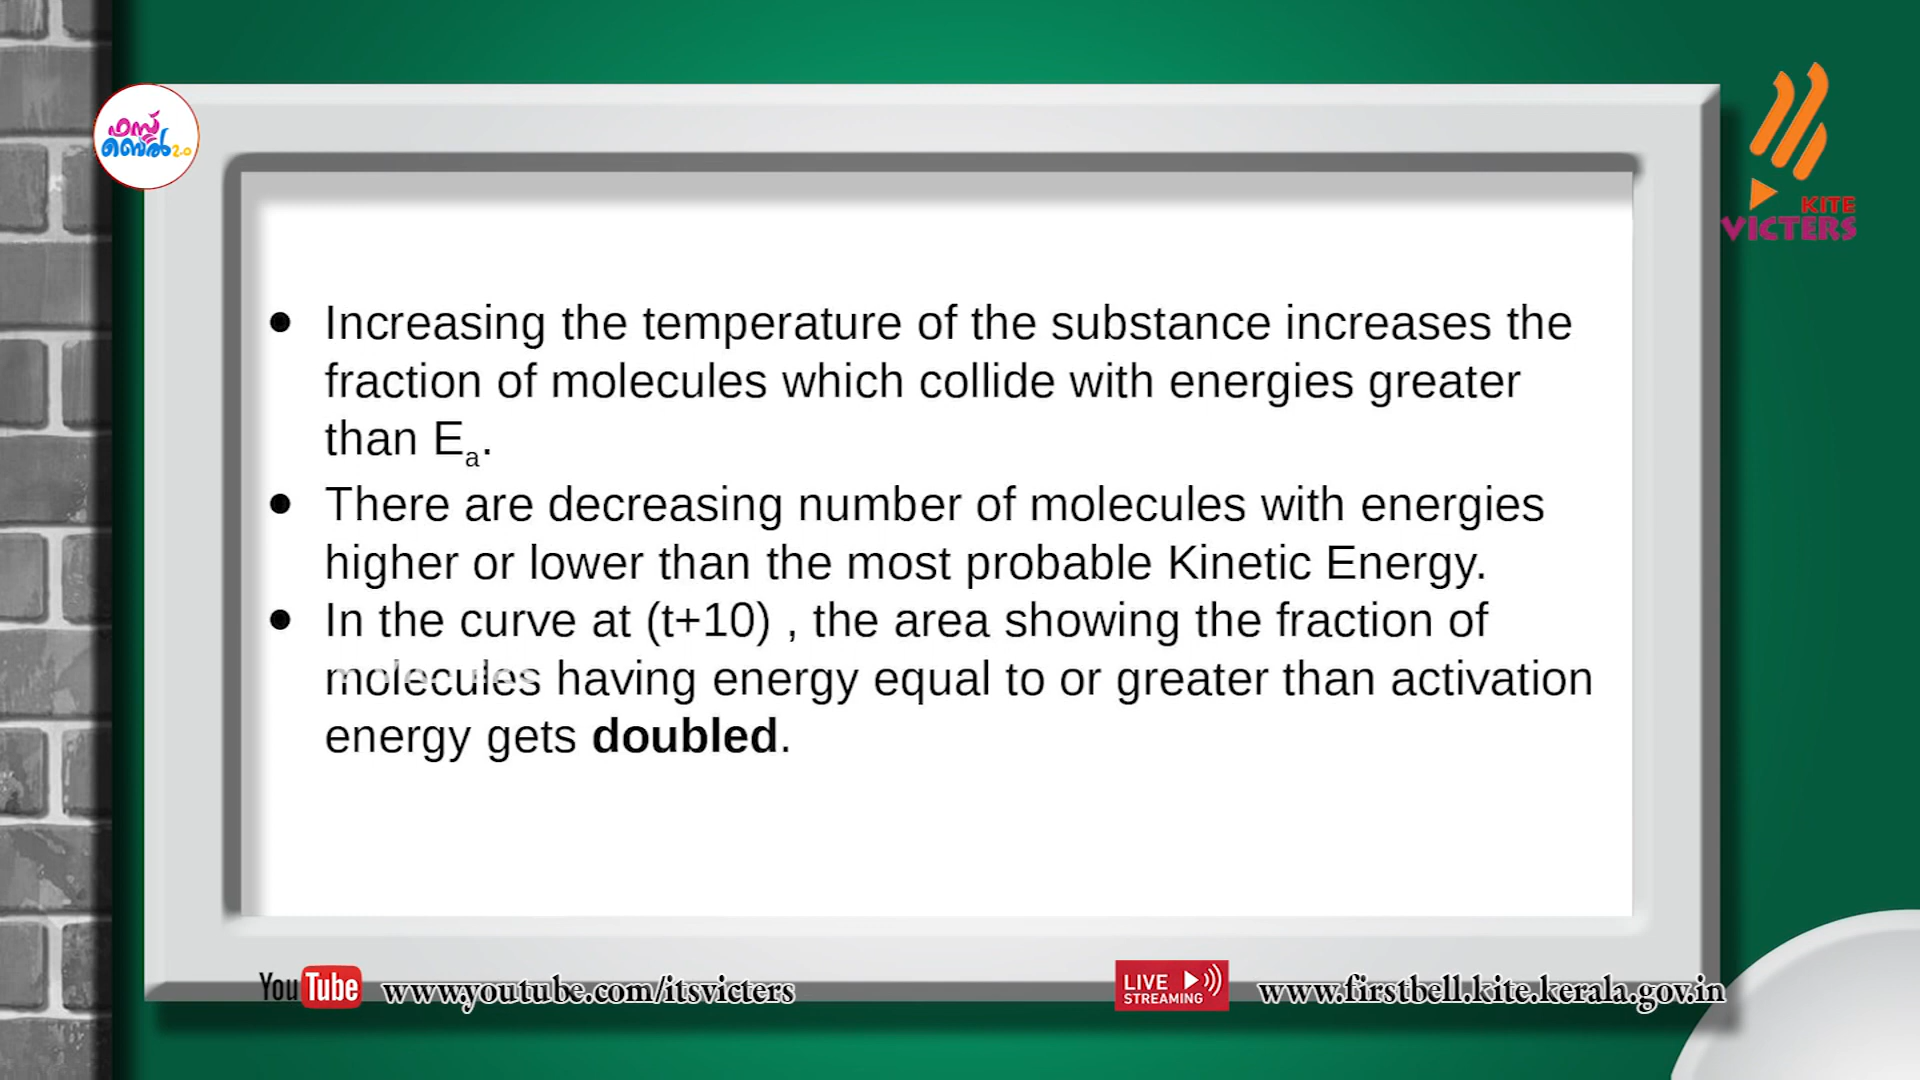 ഫസ്റ്റ്
ബെൽ 2.0
KITE
VICTERS
● Increasing the temperature of the substance increases the
fraction of molecules which collide with energies greater
than Eₐ.
● There are decreasing number of molecules with energies
higher or lower than the most probable Kinetic Energy.
● In the curve at (t+10) , the area showing the fraction of
molecules having energy equal to or greater than activation
energy gets doubled.
YouTube www.youtube.com/itsvicters
LIVE STREAMING www.firstbell.kite.kerala.gov.in